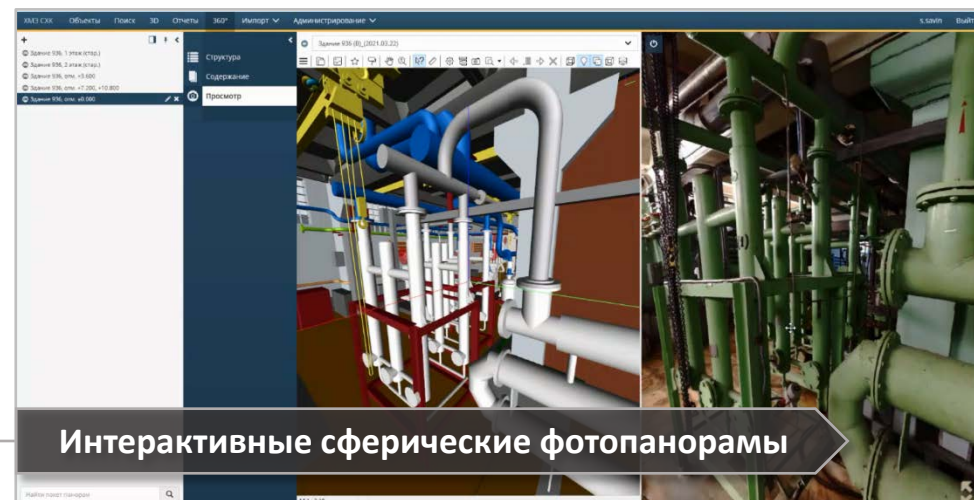 ХМЗ СХК Объекты Поиск 3D Отчеты 360° Импорт Администрирование s.savin Выйт
Здание 936, 1 этаж (стар.)
Здание 936, 2 этаж (стар.)
Здание 936, отм. +3.600
Здание 936, отм. +7.200, +10.800
Здание 936, отм. ±0.000
Структура
Содержание
Просмотр
Здание 936 (B)_(2021.03.22)
Интерактивные сферические фотопанорамы
Найти пакет панорам